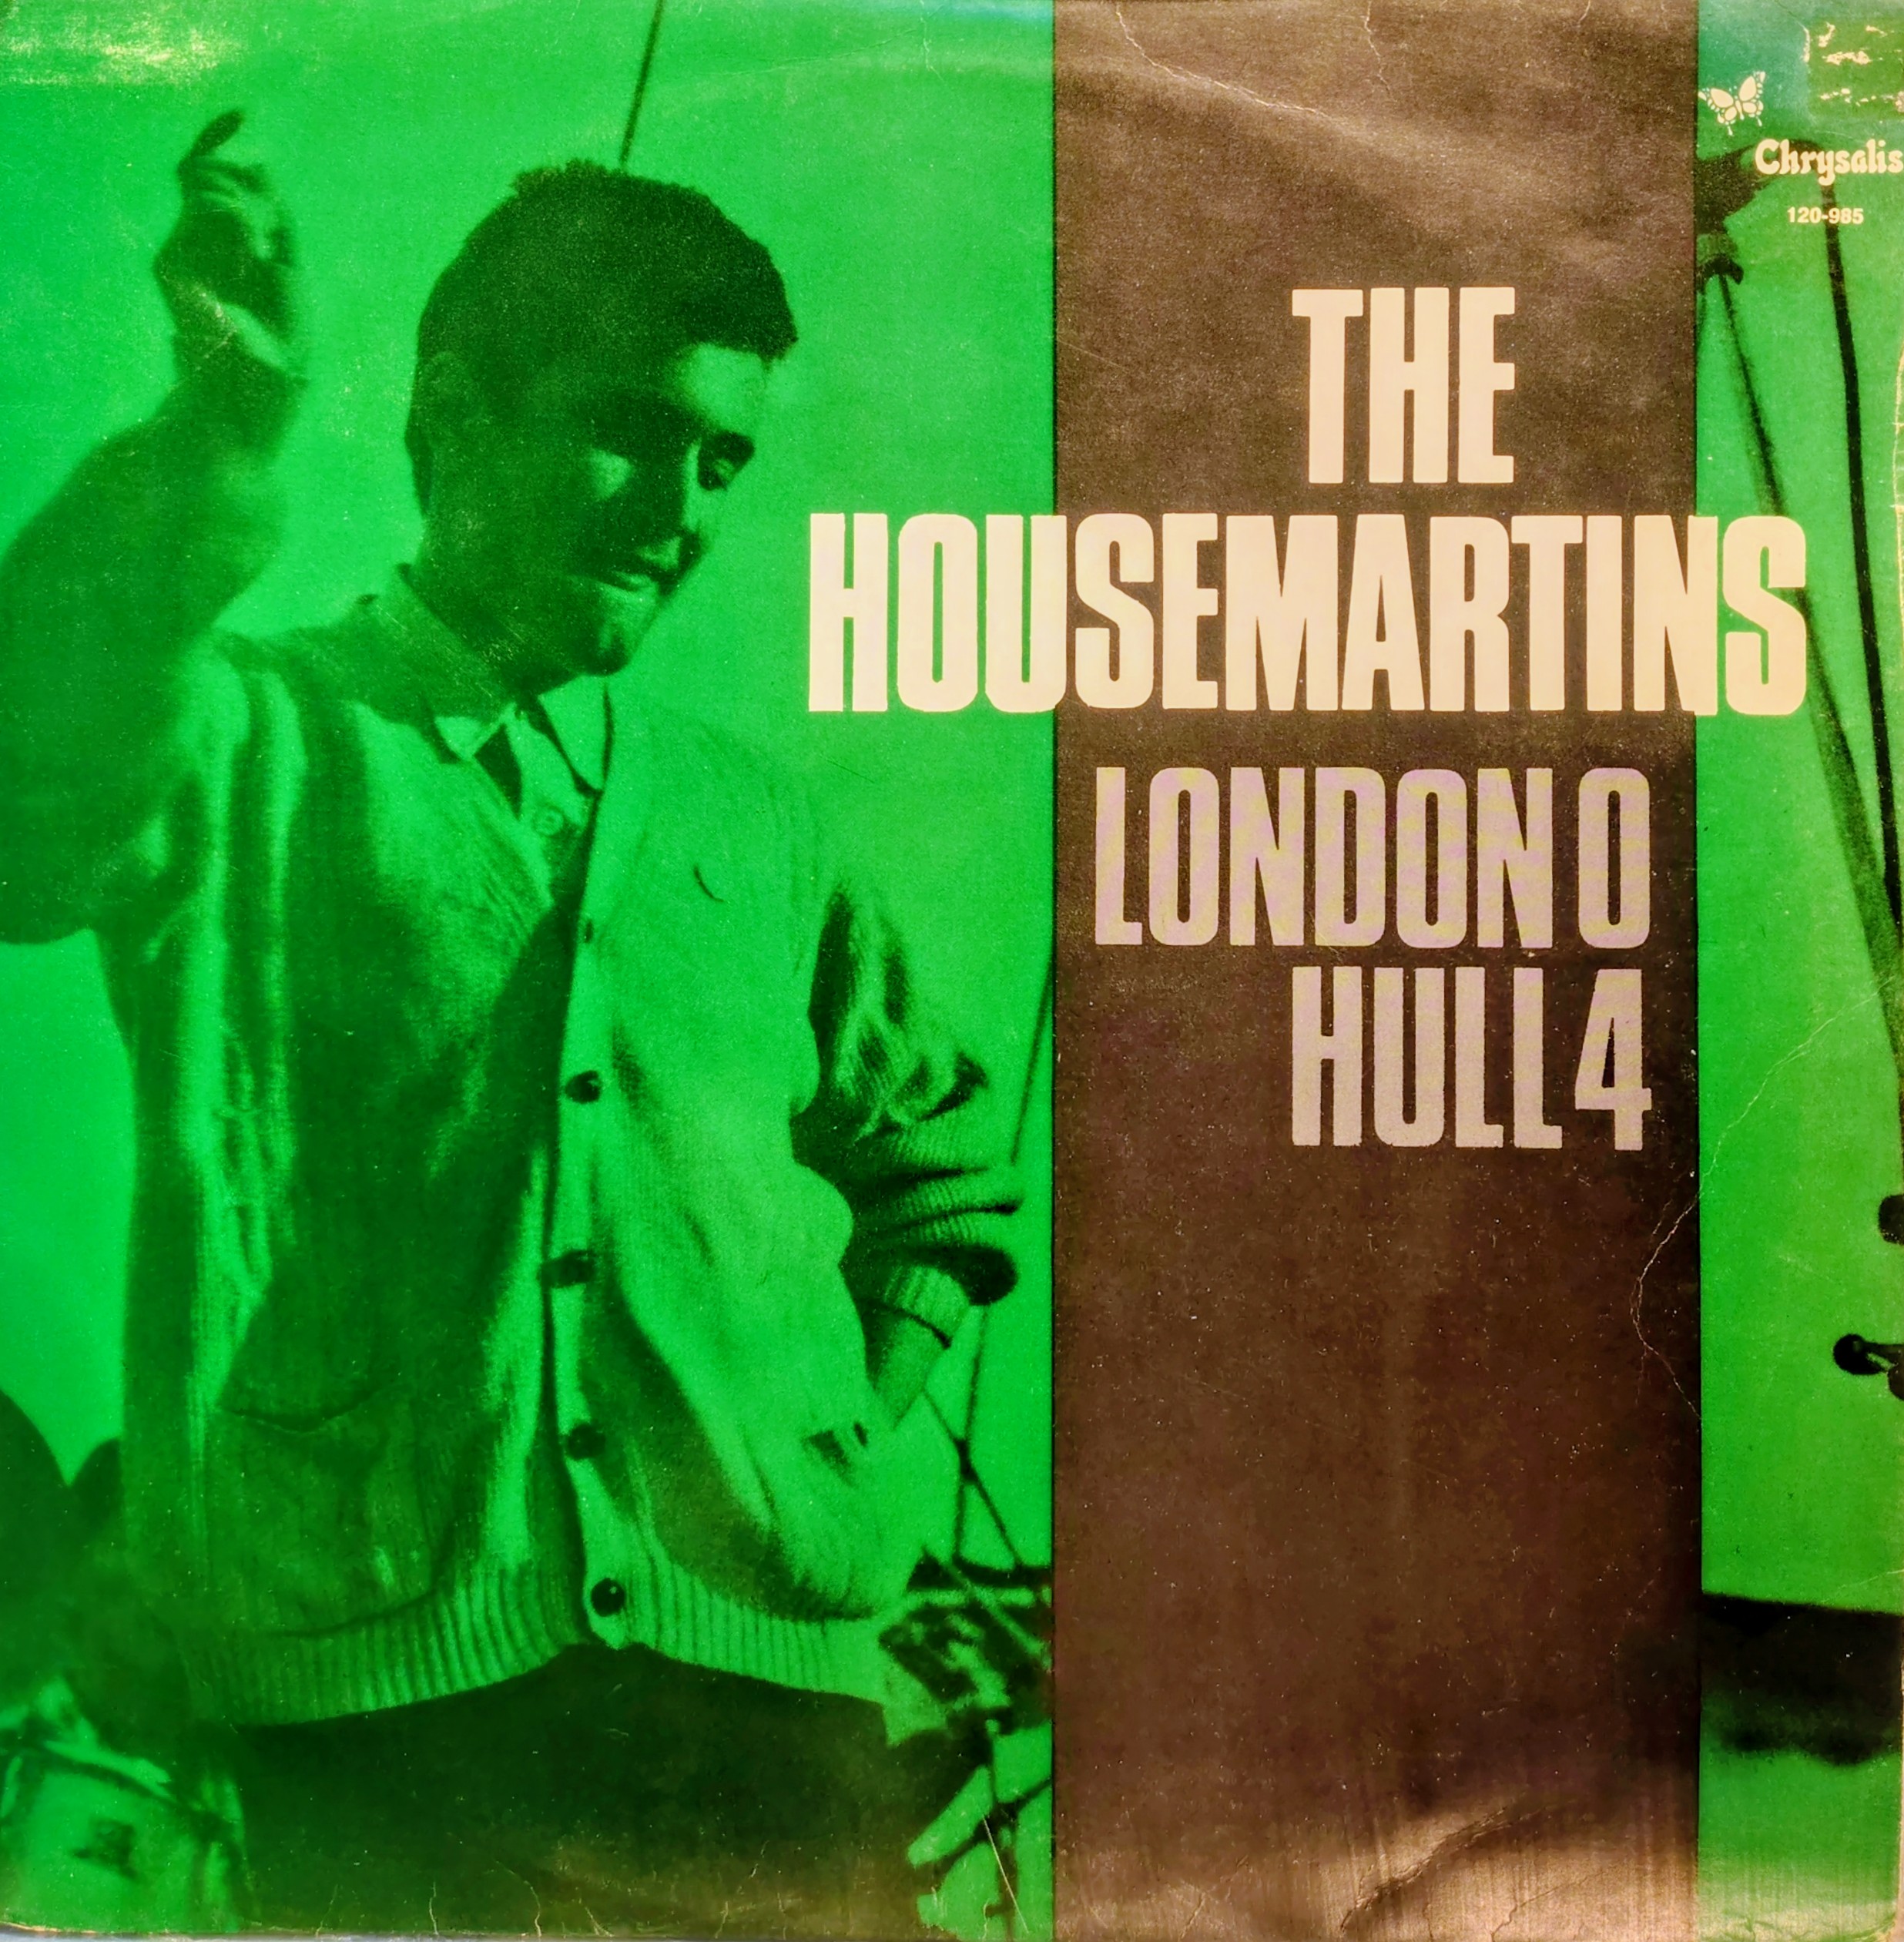 Chrysalis
120-985
THE
HOUSEMARTINS
LONDON 0
HULL 4